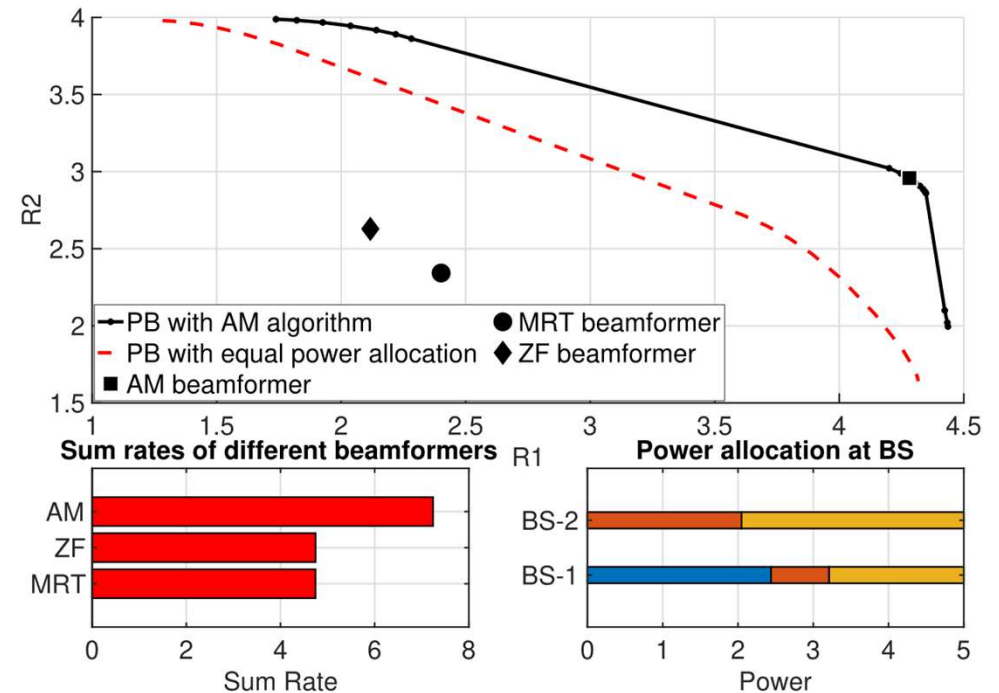 4
3.5
3
2.5
2
1.5
R2
PB with AM algorithm
PB with equal power allocation
AM beamformer
MRT beamformer
ZF beamformer
1 1.5 2 2.5 3 3.5 4 4.5
R1
Sum rates of different beamformers
AM
ZF
MRT
0 2 4 6 8
Sum Rate
Power allocation at BS
BS-2
BS-1
0 1 2 3 4 5
Power